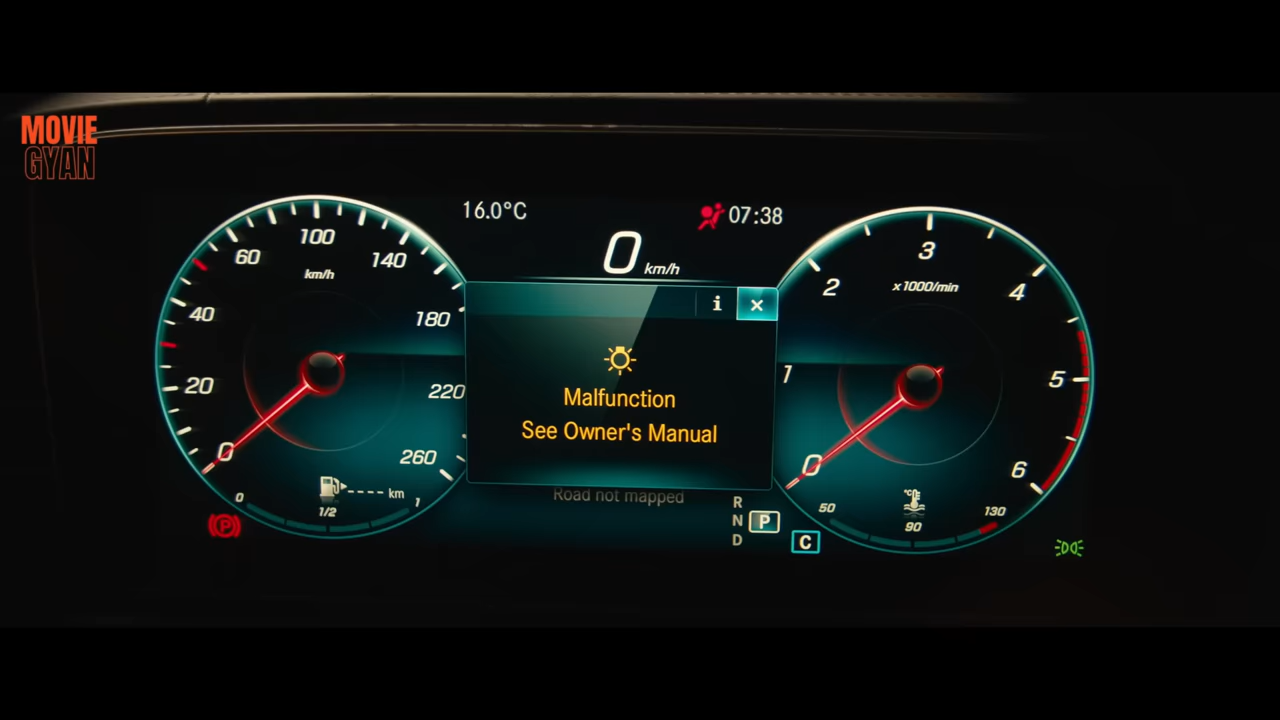 MOVIE
GYAN
16.0°C
07:38
0 km/h
i ×
Malfunction
See Owner's Manual
Road not mapped
0
20
40
60
100
140
180
220
260
km/h
----- km
0
1/2
1
P
R
N
D
P
C
0
1
2
3
4
5
6
x1000/min
°C
50
90
130